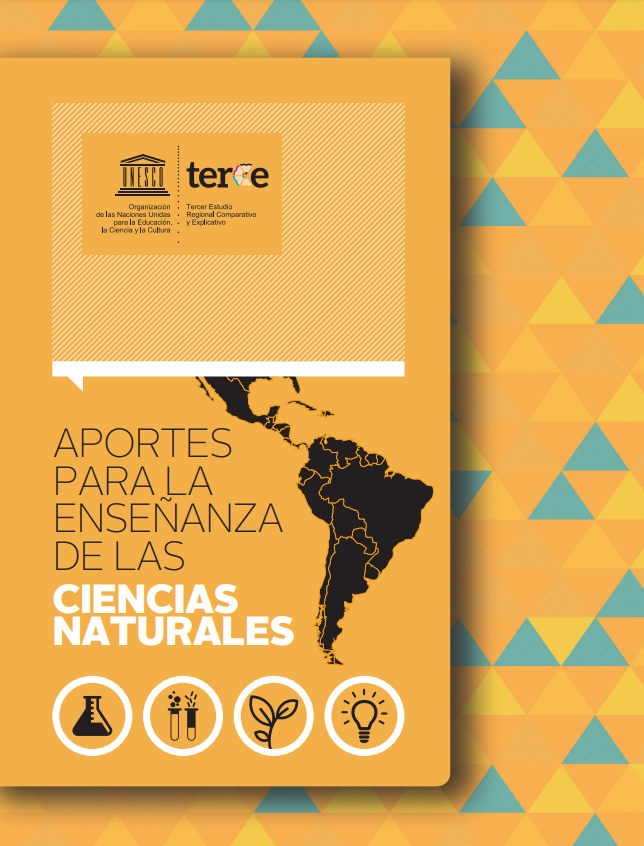 UNESCO
Organización
de las Naciones Unidas
para la Educación,
la Ciencia y la Cultura
terce
Tercer Estudio
Regional Comparativo
y Explicativo
APORTES
PARA LA
ENSEÑANZA
DE LAS
CIENCIAS
NATURALES